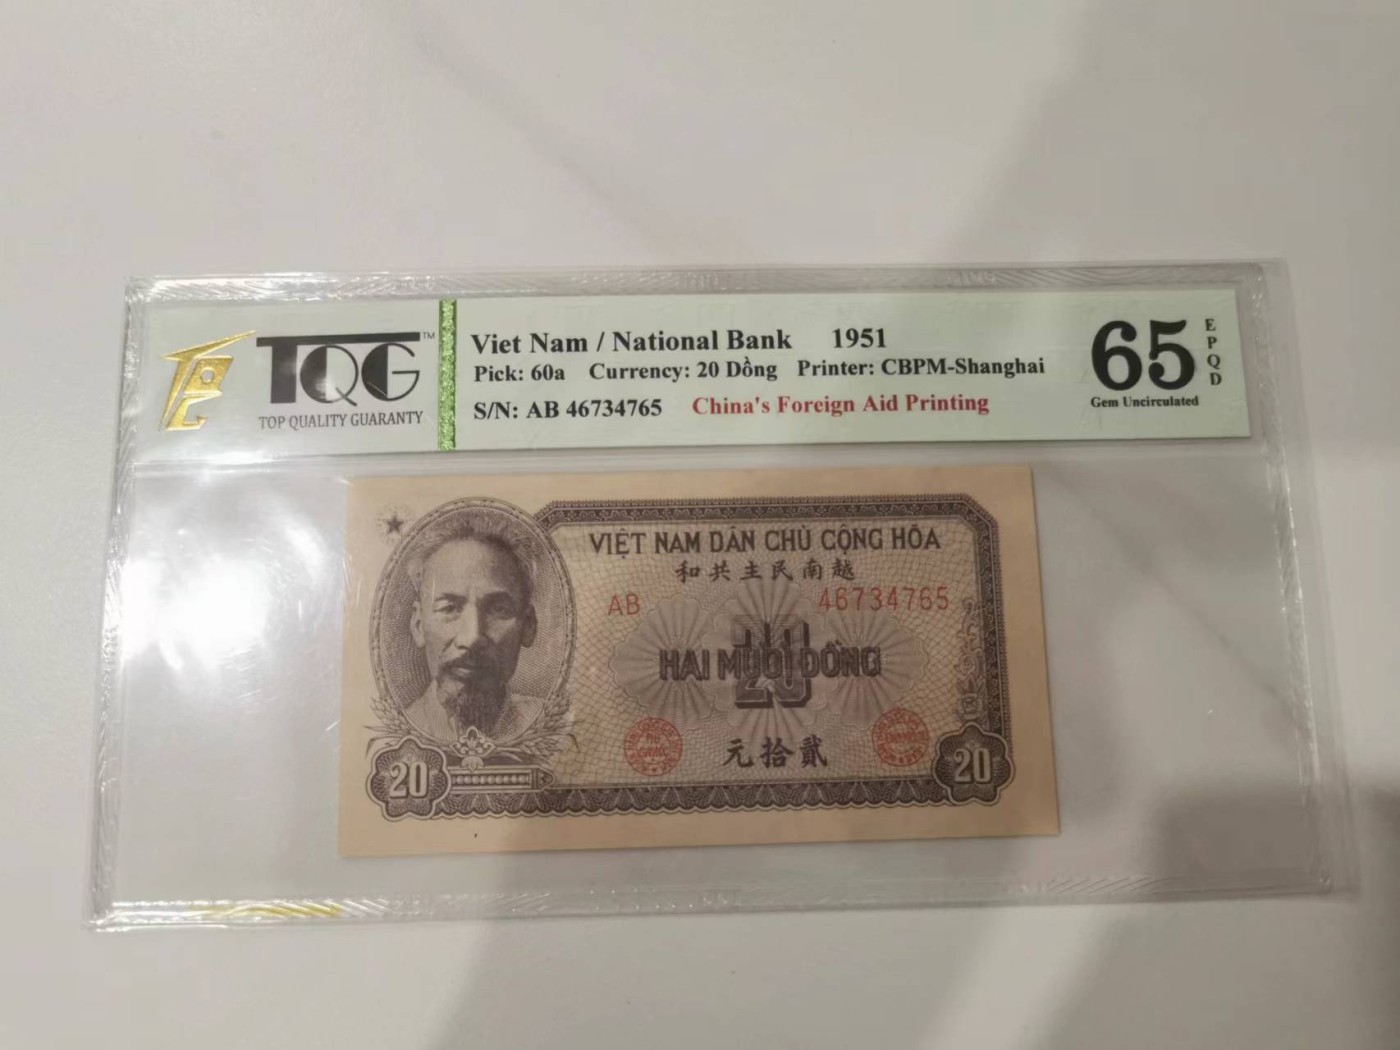 TQG™
TOP QUALITY GUARANTY
Viet Nam / National Bank 1951
Pick: 60a Currency: 20 Dồng Printer: CBPM-Shanghai
S/N: AB 46734765 China's Foreign Aid Printing
65
EPQD
Gem Uncirculated
VIỆT NAM DÂN CHỦ CỘNG HÒA
和共主民南越
AB 46734765
20
HAI MƯƠI ĐỒNG
元拾貳
20 20